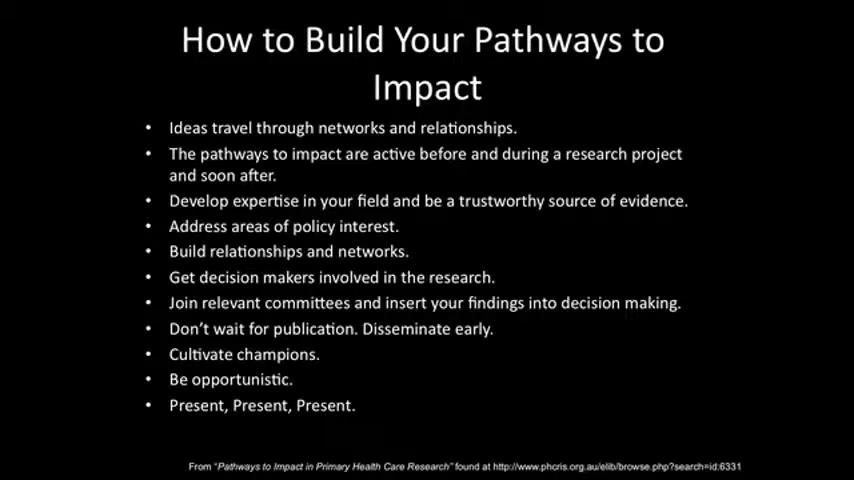 How to Build Your Pathways to
Impact
• Ideas travel through networks and relationships.
• The pathways to impact are active before and during a research project
and soon after.
• Develop expertise in your field and be a trustworthy source of evidence.
• Address areas of policy interest.
• Build relationships and networks.
• Get decision makers involved in the research.
• Join relevant committees and insert your findings into decision making.
• Don't wait for publication. Disseminate early.
• Cultivate champions.
• Be opportunistic.
• Present, Present, Present.
From "Pathways to Impact in Primary Health Care Research" found at http://www.phcris.org.au/elib/browse.php?search=id:6331